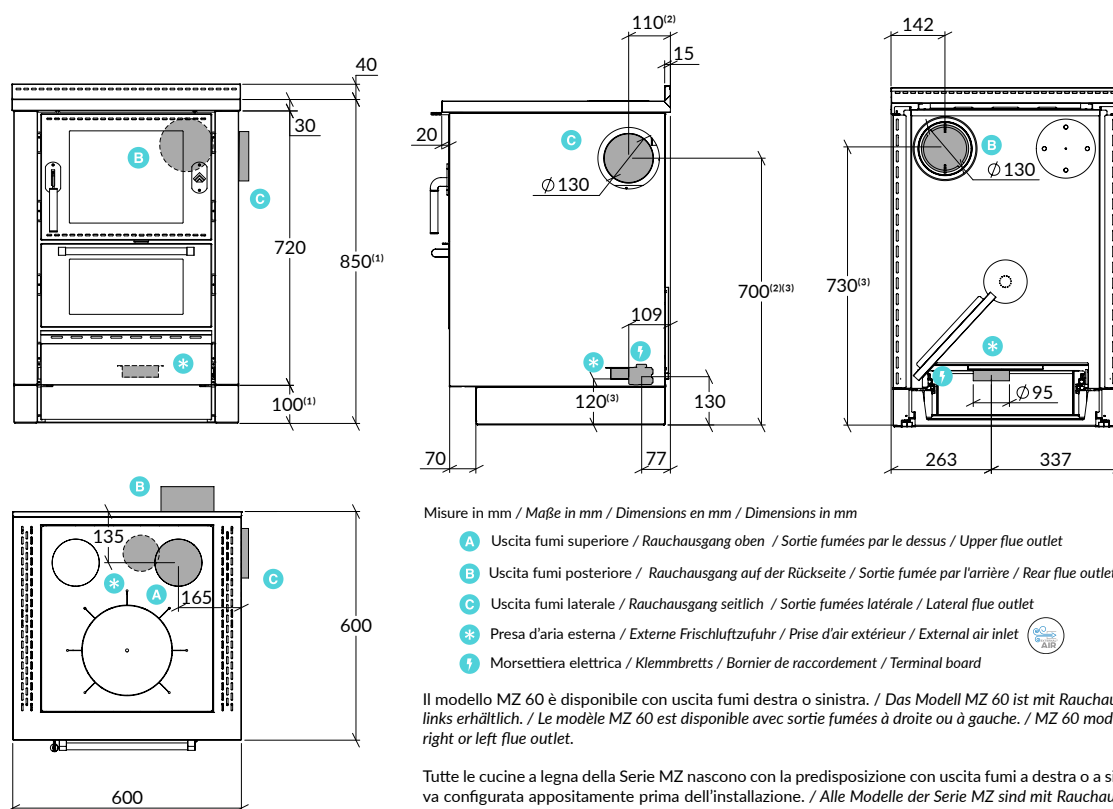 40
30
B
C
720
850(1)
100(1)
110(2)
15
20
C
Ø 130
700(2)(3)
109
120(3)
130
70
77
142
B
Ø 130
730(3)
Ø 95
263
337
B
135
A
165
C
600
600
Misure in mm / Maße in mm / Dimensions en mm / Dimensions in mm
A Uscita fumi superiore / Rauchausgang oben / Sortie fumées par le dessus / Upper flue outlet
B Uscita fumi posteriore / Rauchausgang auf der Rückseite / Sortie fumée par l'arrière / Rear flue outlet
C Uscita fumi laterale / Rauchausgang seitlich / Sortie fumées latérale / Lateral flue outlet
* Presa d'aria esterna / Externe Frischluftzufuhr / Prise d'air extérieur / External air inlet
AIR
Morsettiera elettrica / Klemmbretts / Bornier de raccordement / Terminal board
Il modello MZ 60 è disponibile con uscita fumi destra o sinistra. / Das Modell MZ 60 ist mit Rauchau
links erhältlich. / Le modèle MZ 60 est disponible avec sortie fumées à droite ou à gauche. / MZ 60 mod
right or left flue outlet.
Tutte le cucine a legna della Serie MZ nascono con la predisposizione con uscita fumi a destra o a si
va configurata appositamente prima dell'installazione. / Alle Modelle der Serie MZ sind mit Rauchau